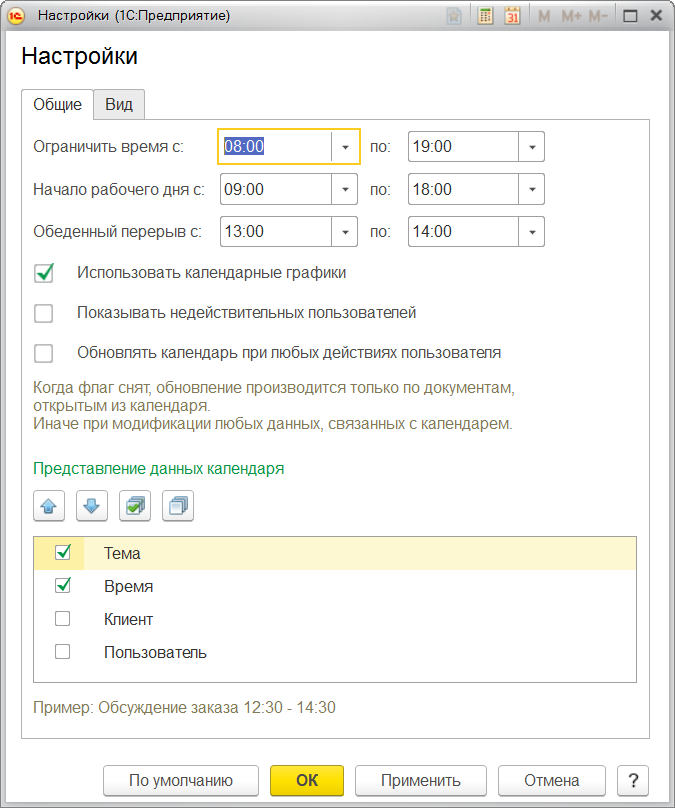 Настройки (1С:Предприятие)
31 M M+ M-
Настройки
Общие Вид
Ограничить время с: 08:00 по: 19:00
Начало рабочего дня с: 09:00 по: 18:00
Обеденный перерыв с: 13:00 по: 14:00
Использовать календарные графики
Показывать недействительных пользователей
Обновлять календарь при любых действиях пользователя
Когда флаг снят, обновление производится только по документам,
открытым из календаря.
Иначе при модификации любых данных, связанных с календарем.
Представление данных календаря
Тема
Время
Клиент
Пользователь
Пример: Обсуждение заказа 12:30 - 14:30
По умолчанию ОК Применить Отмена ?